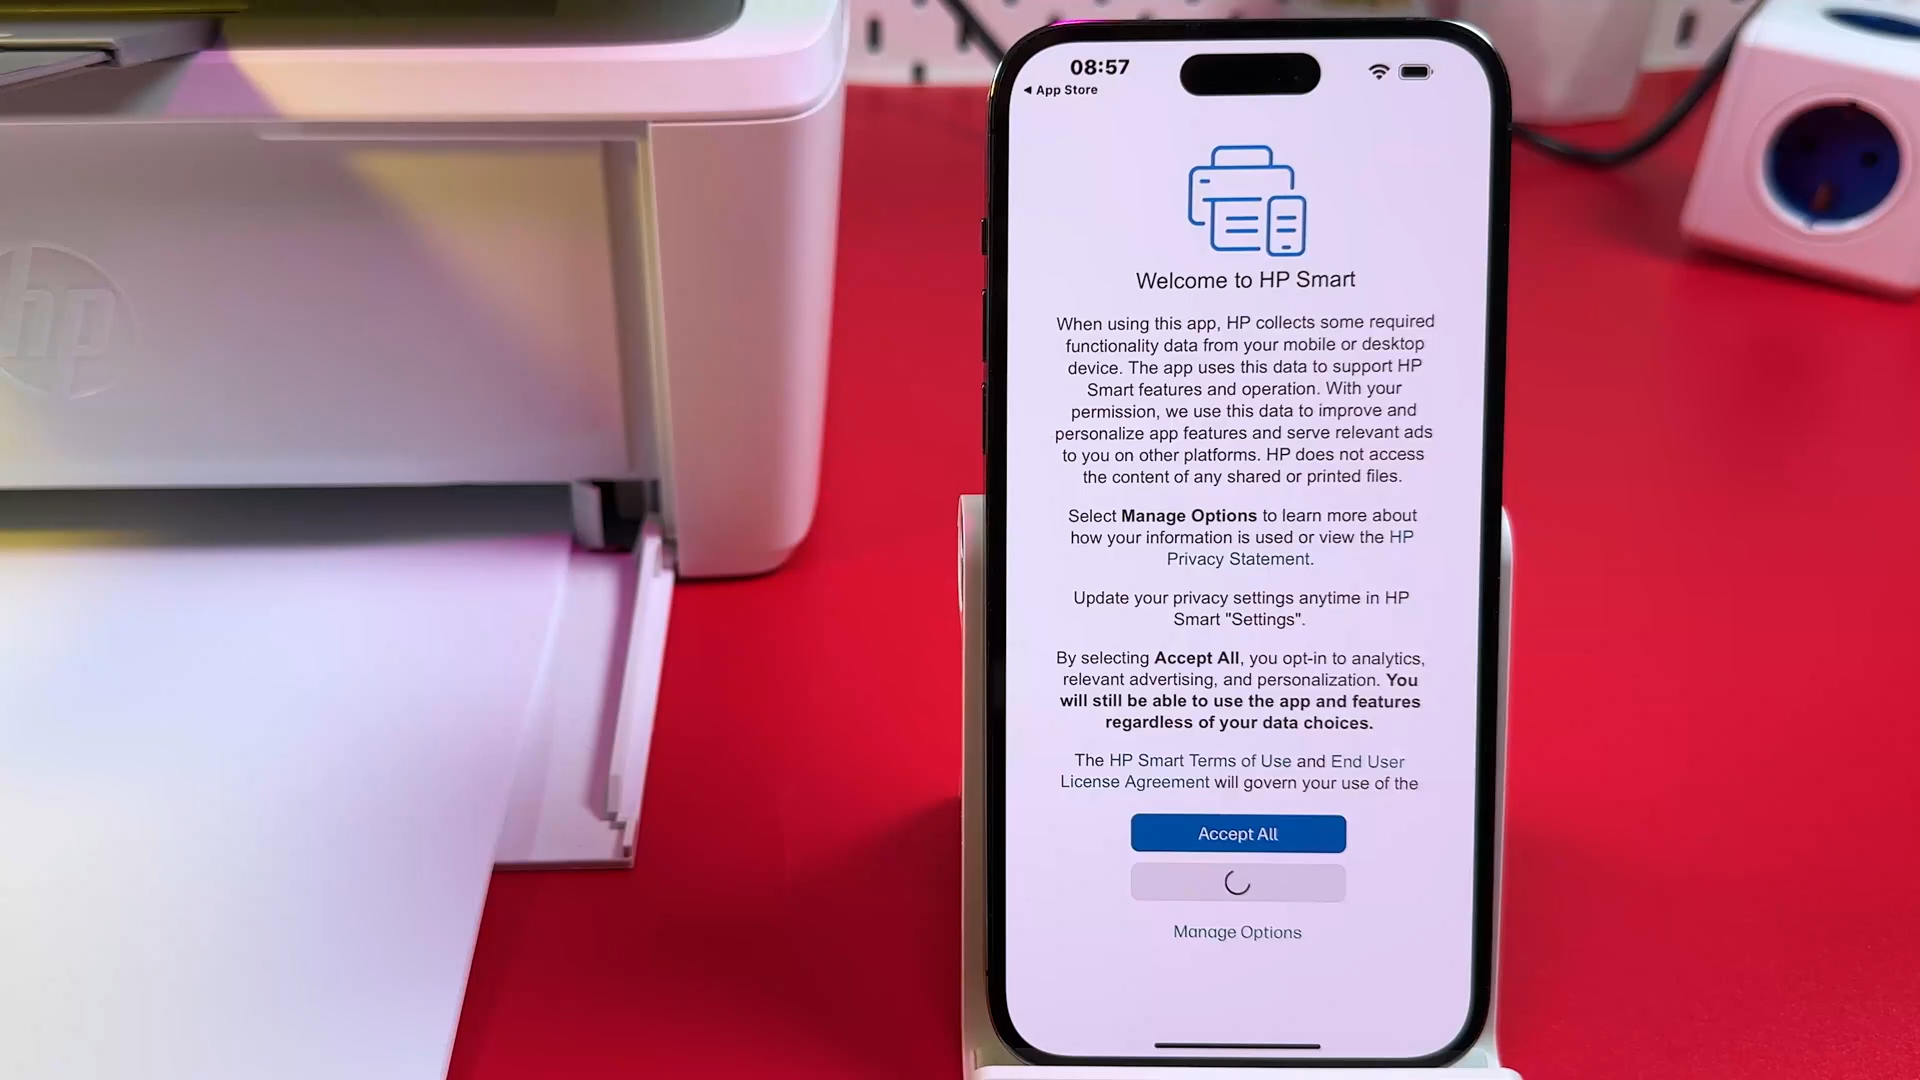 hp
08:57
◀ App Store
Welcome to HP Smart
When using this app, HP collects some required
functionality data from your mobile or desktop
device. The app uses this data to support HP
Smart features and operation. With your
permission, we use this data to improve and
personalize app features and serve relevant ads
to you on other platforms. HP does not access
the content of any shared or printed files.
Select Manage Options to learn more about
how your information is used or view the HP
Privacy Statement.
Update your privacy settings anytime in HP
Smart "Settings".
By selecting Accept All, you opt-in to analytics,
relevant advertising, and personalization. You
will still be able to use the app and features
regardless of your data choices.
The HP Smart Terms of Use and End User
License Agreement will govern your use of the
Accept All
Manage Options